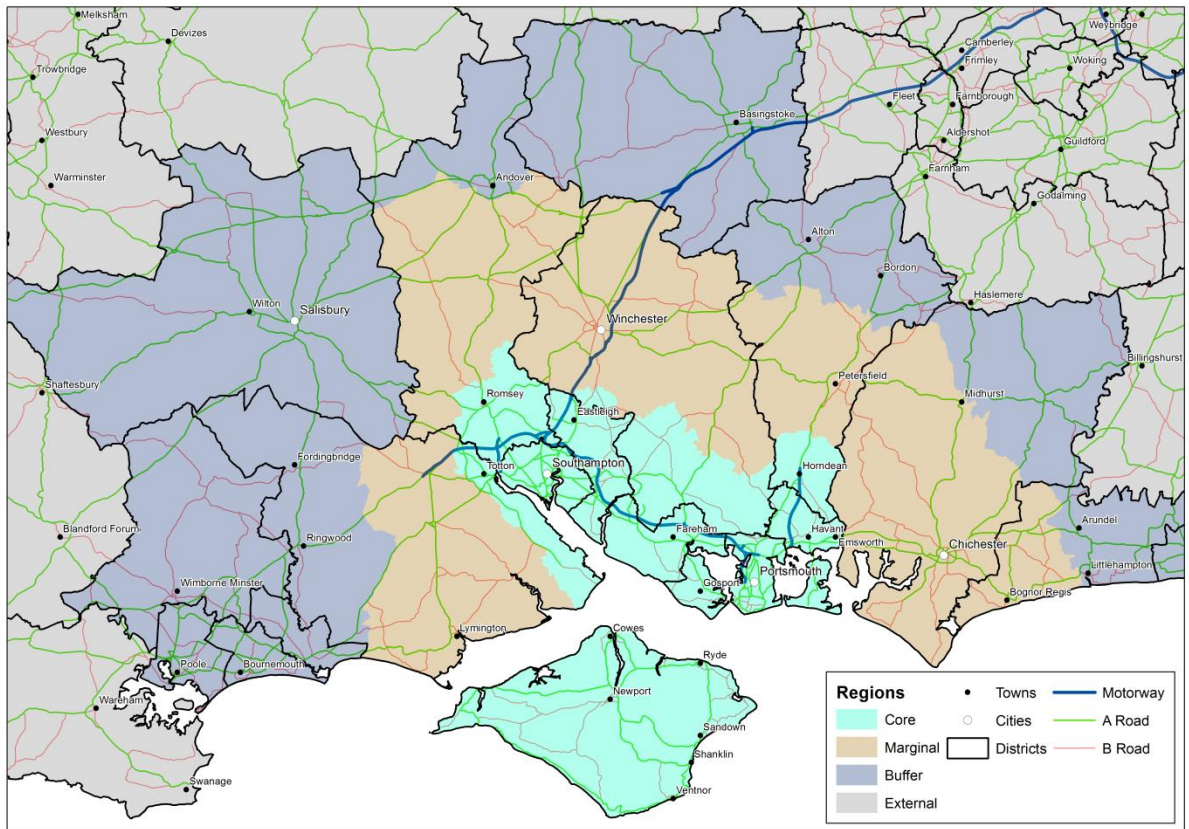 Melksham
Devizes
Weybridge
Camberley
Frimley
Woking
Trowbridge
Fleet
Farnborough
Basingstoke
Westbury
Aldershot
Guildford
Warminster
Andover
Farnham
Godalming
Alton
Bordon
Haslemere
Wilton
Salisbury
Winchester
Billingshurst
Shaftesbury
Petersfield
Romsey
Midhurst
Eastleigh
Fordingbridge
Totton
Southampton
Horndean
Blandford Forum
Ringwood
Fareham
Havant
Emsworth
Arundel
Chichester
Littlehampton
Wimborne Minster
Gosport
Portsmouth
Bognor Regis
Lymington
Cowes
Poole
Bournemouth
Ryde
Wareham
Newport
Sandown
Shanklin
Swanage
Ventnor
Regions
Core
Marginal
Buffer
External
Towns
Cities
Districts
Motorway
A Road
B Road